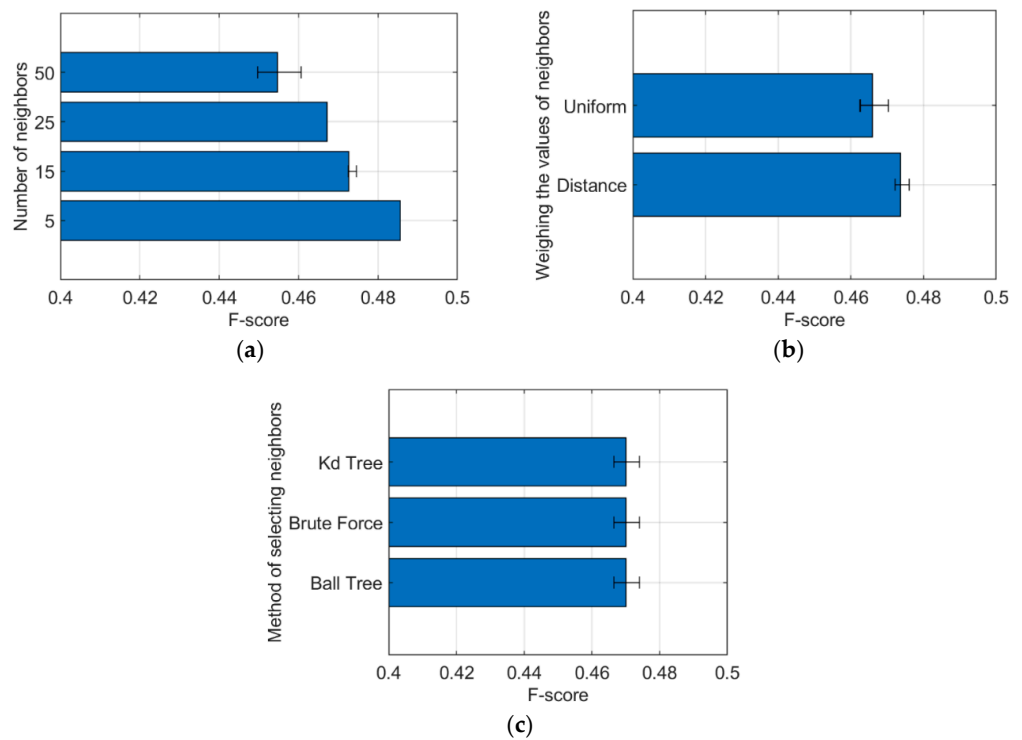 Number of neighbors
50
25
15
5
0.4 0.42 0.44 0.46 0.48 0.5
F-score
(a)
Weighing the values of neighbors
Uniform
Distance
0.4 0.42 0.44 0.46 0.48 0.5
F-score
(b)
Method of selecting neighbors
Kd Tree
Brute Force
Ball Tree
0.4 0.42 0.44 0.46 0.48 0.5
F-score
(c)